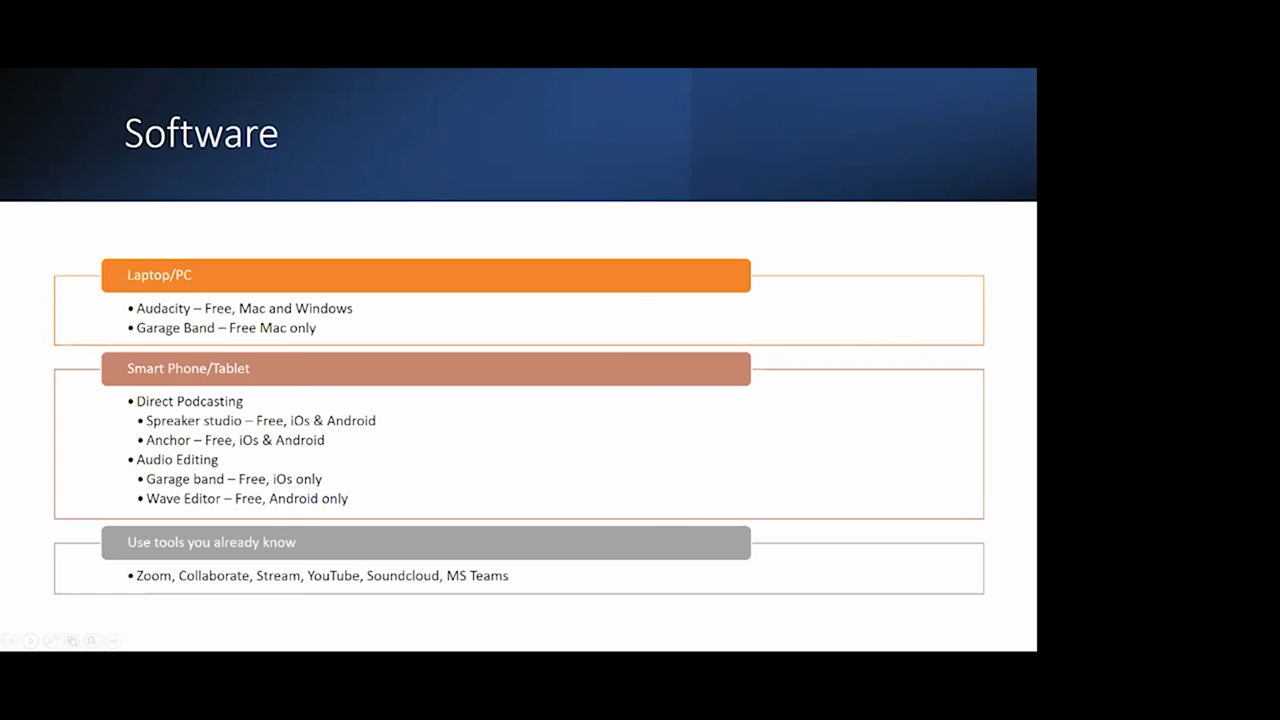 Software
Laptop/PC
• Audacity – Free, Mac and Windows
• Garage Band – Free Mac only
Smart Phone/Tablet
• Direct Podcasting
• Spreaker studio – Free, iOs & Android
• Anchor – Free, iOs & Android
• Audio Editing
• Garage band – Free, iOs only
• Wave Editor – Free, Android only
Use tools you already know
• Zoom, Collaborate, Stream, YouTube, Soundcloud, MS Teams